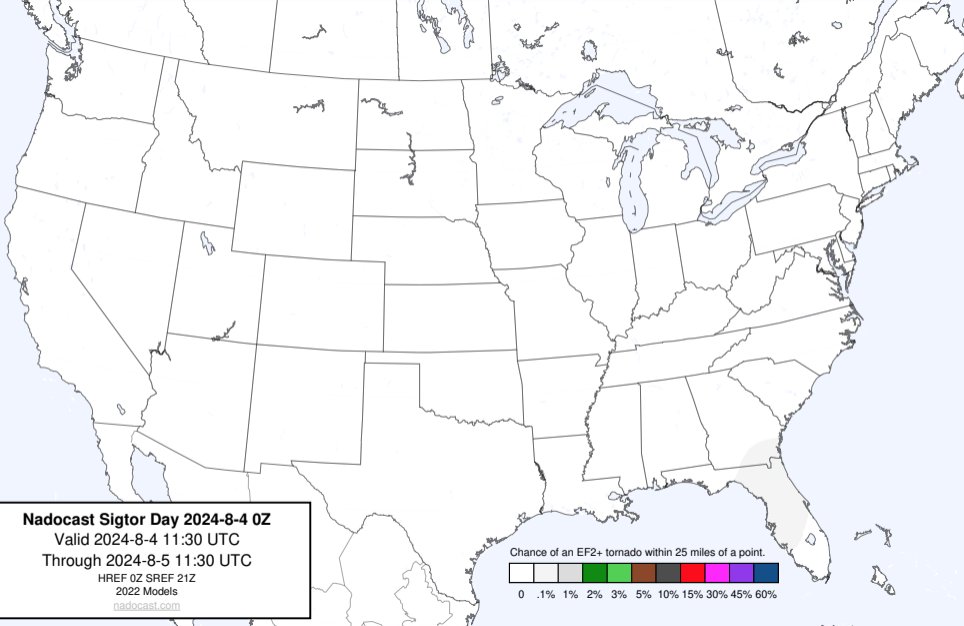 Nadocast Sigtor Day 2024-8-4 0Z
Valid 2024-8-4 11:30 UTC
Through 2024-8-5 11:30 UTC
HREF 0Z SREF 21Z
2022 Models
nadocast.com
Chance of an EF2+ tornado within 25 miles of a point.
0 .1% 1% 2% 3% 5% 10% 15% 30% 45% 60%